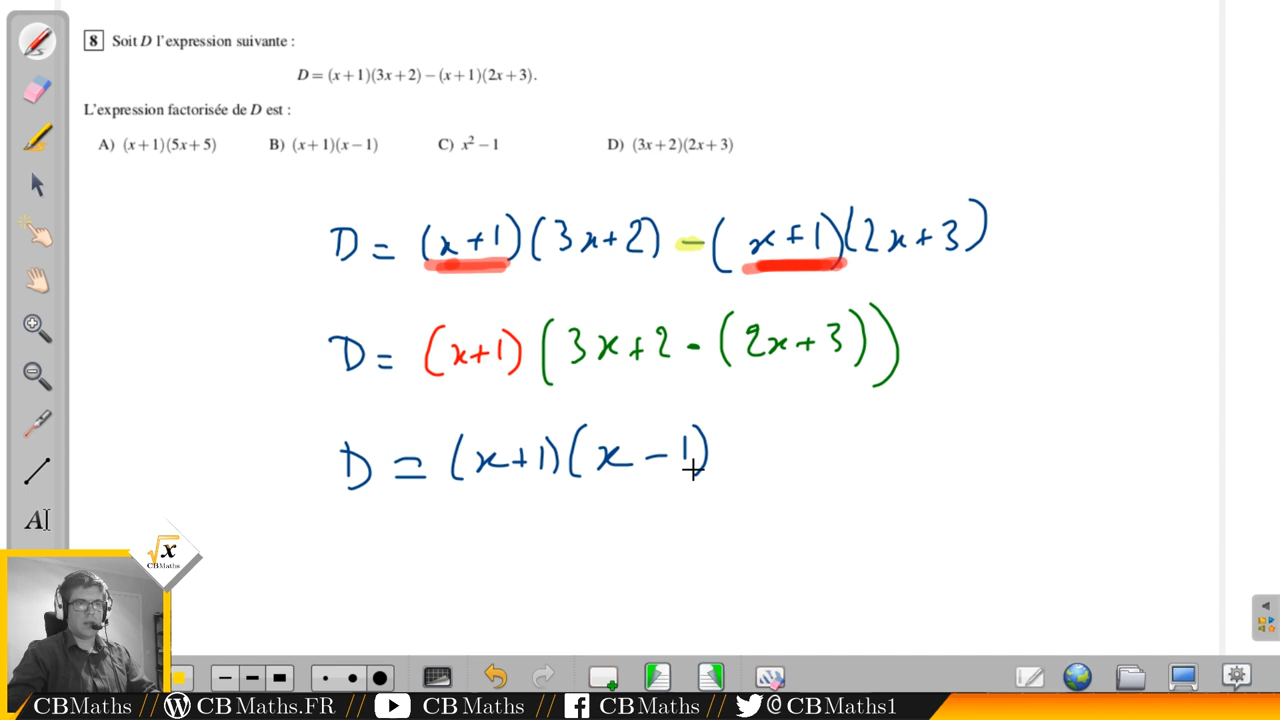 8 Soit D l'expression suivante :
D = (x+1)(3x+2) − (x+1)(2x+3).
L'expression factorisée de D est :
A) (x+1)(5x+5) B) (x+1)(x−1) C) x² − 1 D) (3x+2)(2x+3)
D = (x+1)(3x+2) − (x+1)(2x+3)
D = (x+1)(3x+2 - (2x+3))
D = (x+1)(x−1)
A
√x
CBMaths
CBMaths CBMaths.FR CBMaths CBMaths @CBMaths1